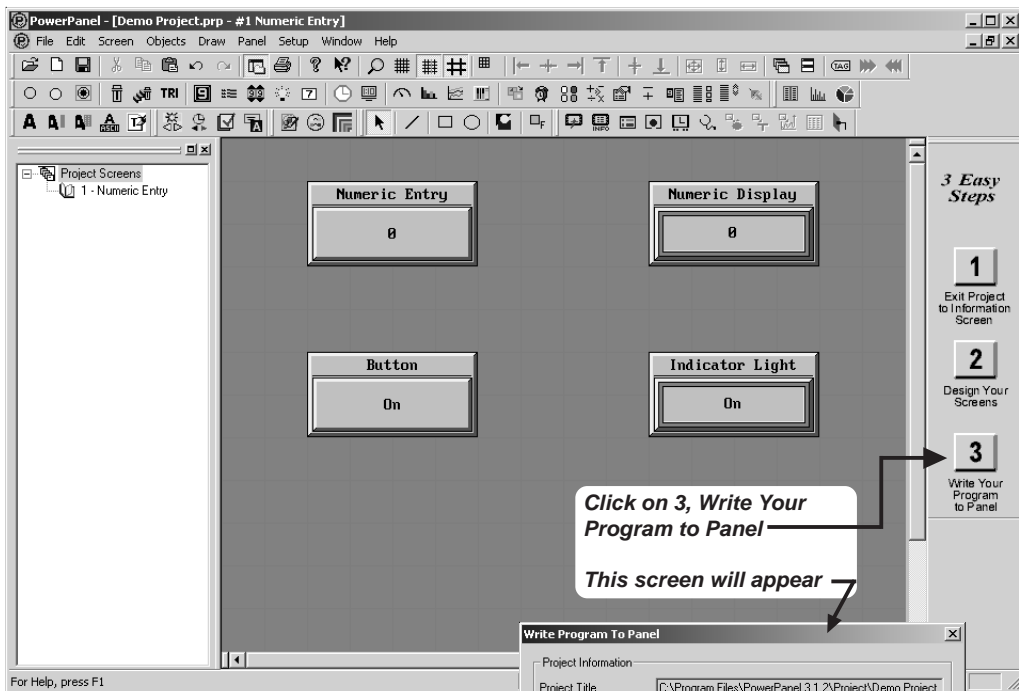 PowerPanel - [Demo Project.prp - #1 Numeric Entry]
File Edit Screen Objects Draw Panel Setup Window Help
TAG
TRI
A A A ASCII
INFO
Project Screens
1 - Numeric Entry
Numeric Entry
0
Numeric Display
0
Button
On
Indicator Light
On
3 Easy
Steps
1
Exit Project
to Information
Screen
2
Design Your
Screens
3
Write Your
Program
to Panel
Click on 3, Write Your
Program to Panel
This screen will appear
Write Program To Panel
Project Information
Project Title
C:\Program Files\PowerPanel 3.1.2\Project\Demo Project
For Help, press F1